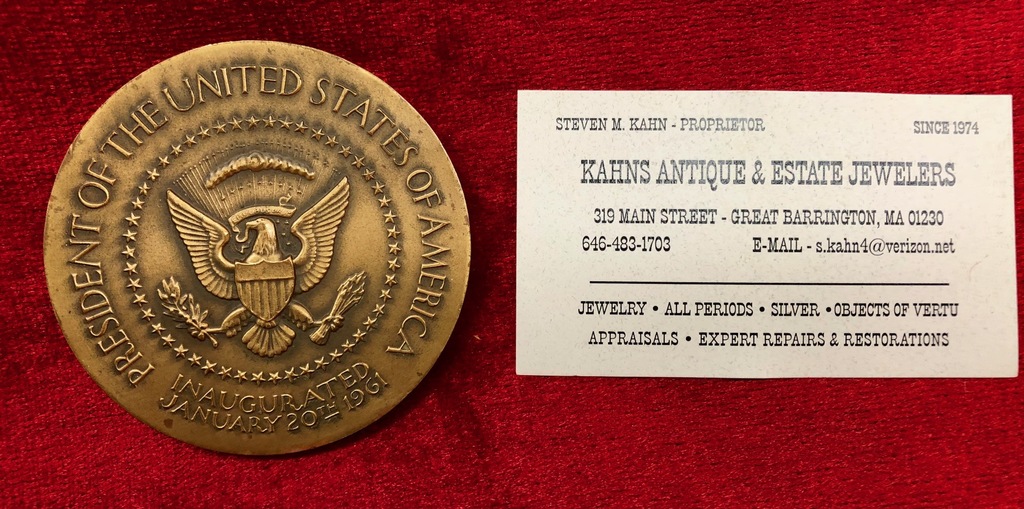 PRESIDENT OF THE UNITED STATES OF AMERICA
INAUGURATED
JANUARY 20TH 1961
STEVEN M. KAHN - PROPRIETOR
SINCE 1974
KAHNS ANTIQUE & ESTATE JEWELERS
319 MAIN STREET - GREAT BARRINGTON, MA 01230
646-483-1703
E-MAIL - s.kahn4@verizon.net
JEWELRY • ALL PERIODS • SILVER • OBJECTS OF VERTU
APPRAISALS • EXPERT REPAIRS & RESTORATIONS